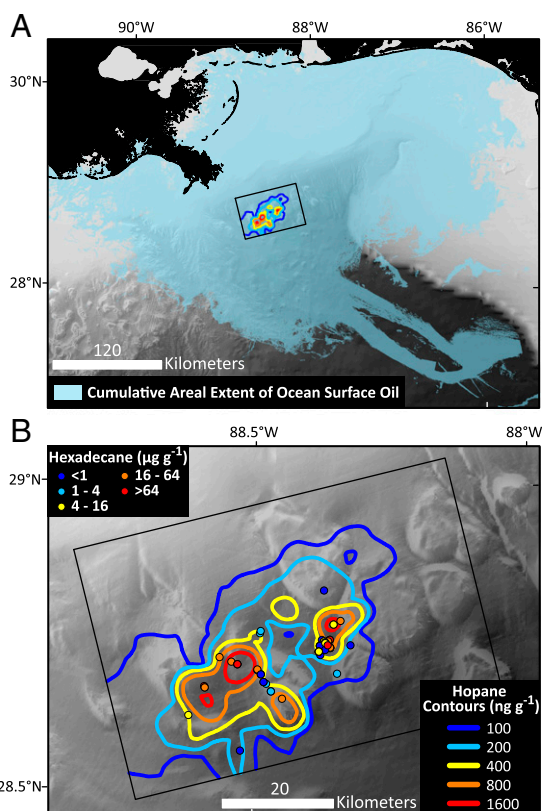 A
90°W 88°W 86°W
30°N
28°N
120 Kilometers
Cumulative Areal Extent of Ocean Surface Oil
B
88.5°W 88°W
Hexadecane (µg g⁻¹)
<1 16 - 64
1 - 4 >64
4 - 16
29°N
28.5°N
20 Kilometers
Hopane
Contours (ng g⁻¹)
100
200
400
800
1600